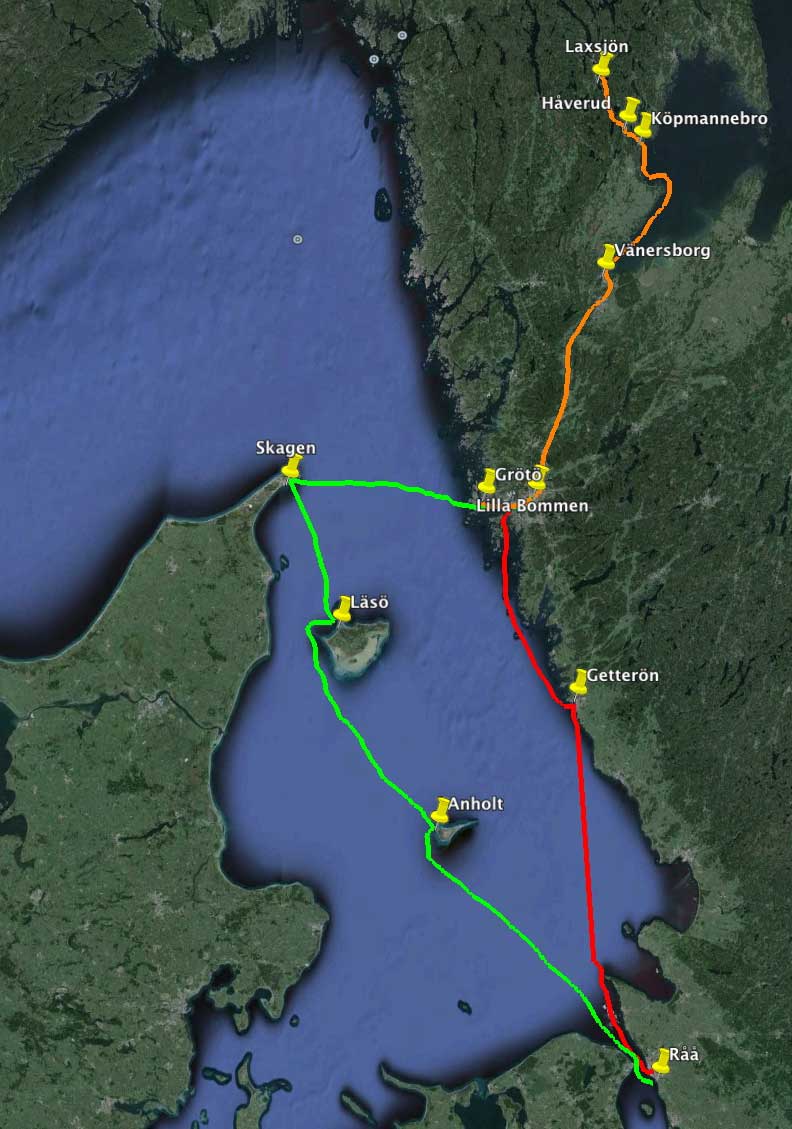 Laxsjön
Håverud
Köpmannebro
Vänersborg
Skagen
Grötö
Lilla Bommen
Läsö
Getterön
Anholt
Råå